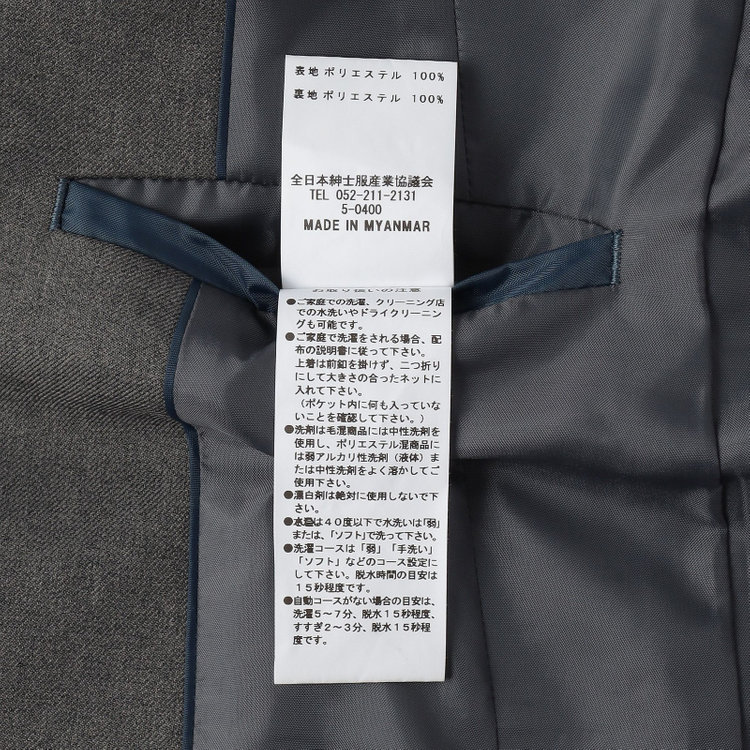 表地 ポリエステル 100%
裏地 ポリエステル 100%
全日本紳士服産業協議会
TEL 052-211-2131
5-0400
MADE IN MYANMAR
お取り扱いの注意
●ご家庭での洗濯、クリーニング店
での水洗いやドライクリーニン
グも可能です。
●ご家庭で洗濯をされる場合、配
布の説明書に従って下さい。
上着は前釦を掛けず、二つ折り
にして大きさの合ったネットに
入れて下さい。
（ポケット内に何も入っていな
いことを確認して下さい。）
●洗剤は毛混商品には中性洗剤を
使用し、ポリエステル混商品に
は弱アルカリ性洗剤（液体）ま
たは中性洗剤をよく溶かしてご
使用下さい。
●漂白剤は絶対に使用しないで下
さい。
●水温は４０度以下で水洗いは「弱」
または、「ソフト」で洗って下さい。
●洗濯コースは「弱」「手洗い」
「ソフト」などのコース設定に
して下さい。脱水時間の目安は
１５秒程度です。
●自動コースがない場合の目安は、
洗濯５～７分、脱水１５秒程度、
すすぎ２～３分、脱水１５秒程
度です。